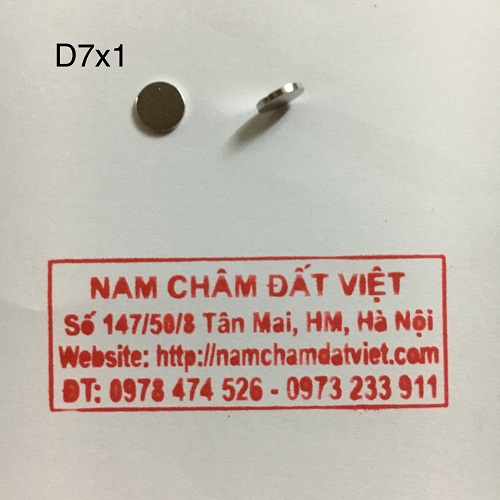 D7x1
NAM CHÂM ĐẤT VIỆT
Số 147/50/8 Tân Mai, HM, Hà Nội
Website: http://namchamdatviet.com
ĐT: 0978 474 526 - 0973 233 911